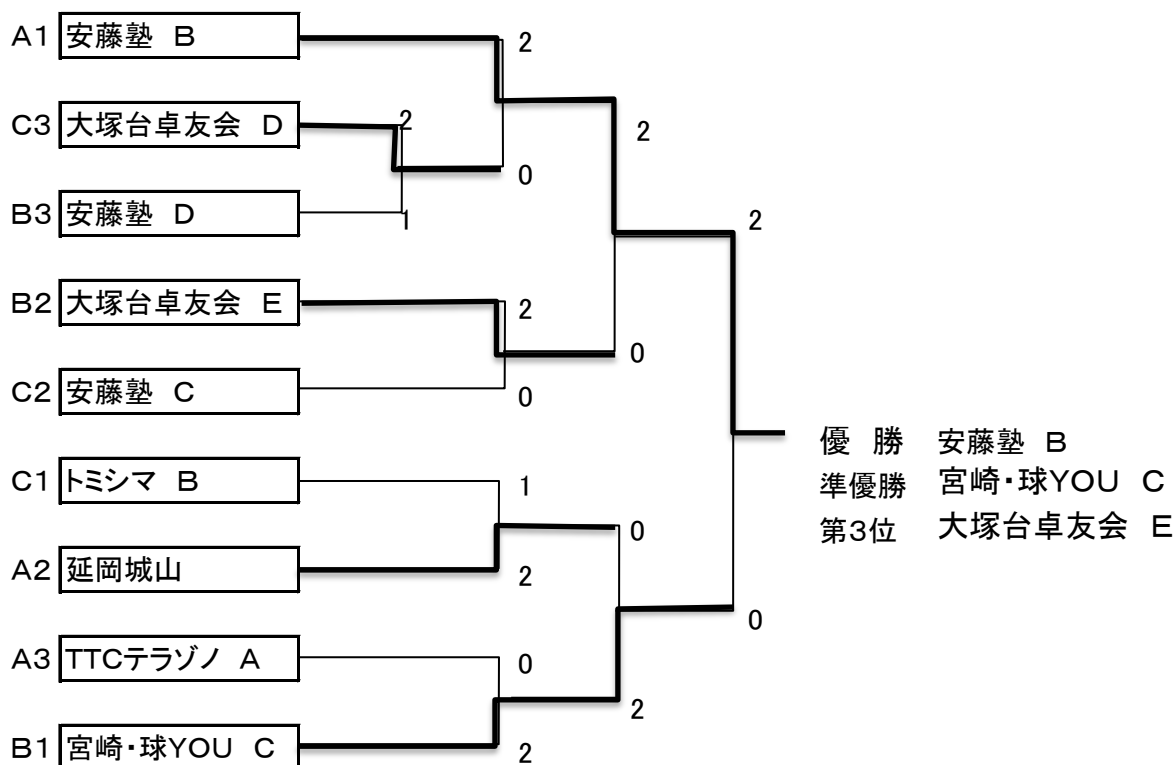 A1 安藤塾 B
2
C3 大塚台卓友会 D
2
2
0
B3 安藤塾 D
1
2
B2 大塚台卓友会 E
2
0
C2 安藤塾 C
0
優 勝 安藤塾 B
準優勝 宮崎・球YOU C
第3位 大塚台卓友会 E
C1 トミシマ B
1
0
A2 延岡城山
2
0
A3 TTCテラゾノ A
0
2
B1 宮崎・球YOU C
2